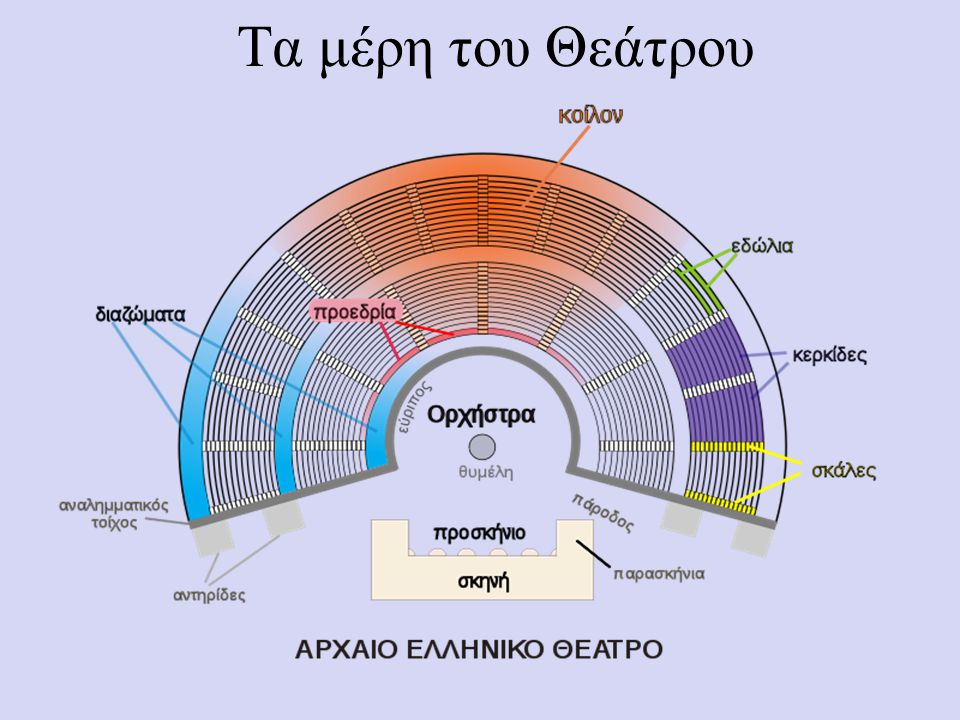 Τα μέρη του Θεάτρου
κοίλον
εδώλια
διαζώματα
προεδρία
κερκίδες
εύριπος
Ορχήστρα
θυμέλη
σκάλες
αναλημματικός
τοίχος
πάροδος
προσκήνιο
παρασκήνια
σκηνή
αντηρίδες
ΑΡΧΑΙΟ ΕΛΛΗΝΙΚΟ ΘΕΑΤΡΟ